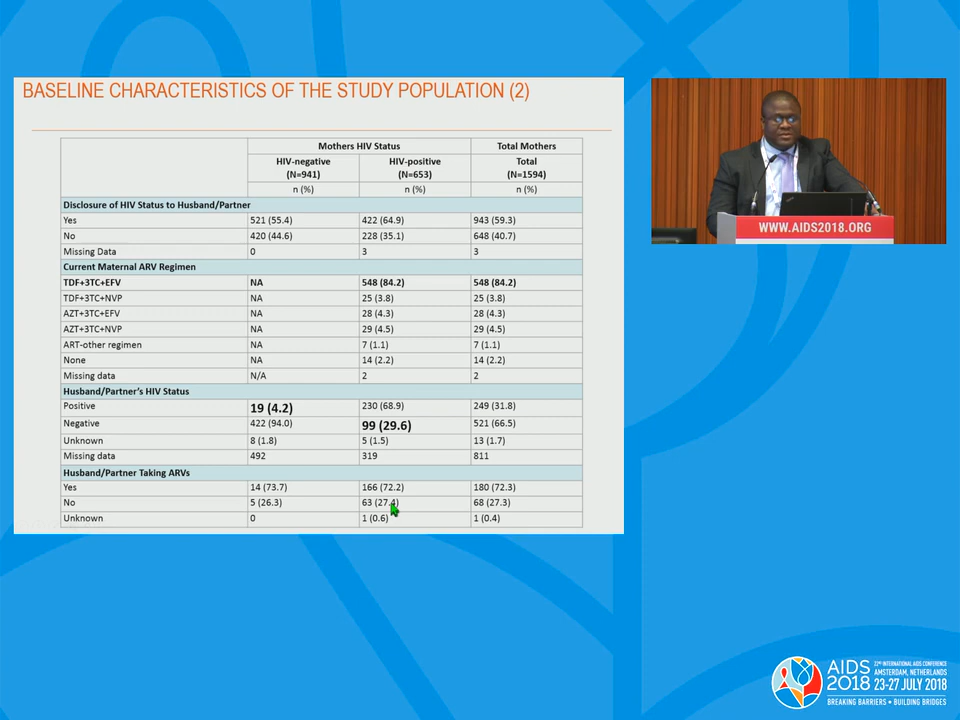 BASELINE CHARACTERISTICS OF THE STUDY POPULATION (2)
Mothers HIV Status Total Mothers
HIV-negative (N=941) HIV-positive (N=653) Total (N=1594)
n (%) n (%) n (%)
Disclosure of HIV Status to Husband/Partner
Yes 521 (55.4) 422 (64.9) 943 (59.3)
No 420 (44.6) 228 (35.1) 648 (40.7)
Missing Data 0 3 3
Current Maternal ARV Regimen
TDF+3TC+EFV NA 548 (84.2) 548 (84.2)
TDF+3TC+NVP NA 25 (3.8) 25 (3.8)
AZT+3TC+EFV NA 28 (4.3) 28 (4.3)
AZT+3TC+NVP NA 29 (4.5) 29 (4.5)
ART-other regimen NA 7 (1.1) 7 (1.1)
None NA 14 (2.2) 14 (2.2)
Missing data N/A 2 2
Husband/Partner's HIV Status
Positive 19 (4.2) 230 (68.9) 249 (31.8)
Negative 422 (94.0) 99 (29.6) 521 (66.5)
Unknown 8 (1.8) 5 (1.5) 13 (1.7)
Missing data 492 319 811
Husband/Partner Taking ARVs
Yes 14 (73.7) 166 (72.2) 180 (72.3)
No 5 (26.3) 63 (27.4) 68 (27.3)
Unknown 0 1 (0.6) 1 (0.4)
WWW.AIDS2018.ORG
AIDS 2018
22ND INTERNATIONAL AIDS CONFERENCE
AMSTERDAM, NETHERLANDS
23-27 JULY 2018
BREAKING BARRIERS • BUILDING BRIDGES